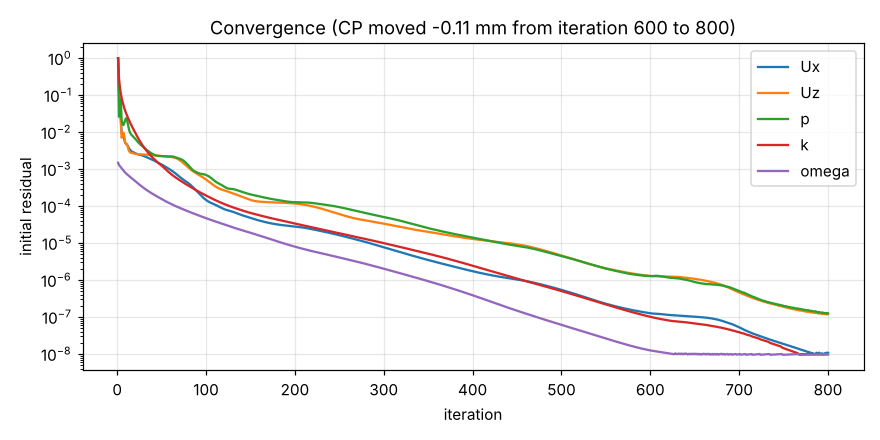 Convergence (CP moved -0.11 mm from iteration 600 to 800)
initial residual
10⁰
10⁻¹
10⁻²
10⁻³
10⁻⁴
10⁻⁵
10⁻⁶
10⁻⁷
10⁻⁸
Ux
Uz
p
k
omega
0 100 200 300 400 500 600 700 800
iteration